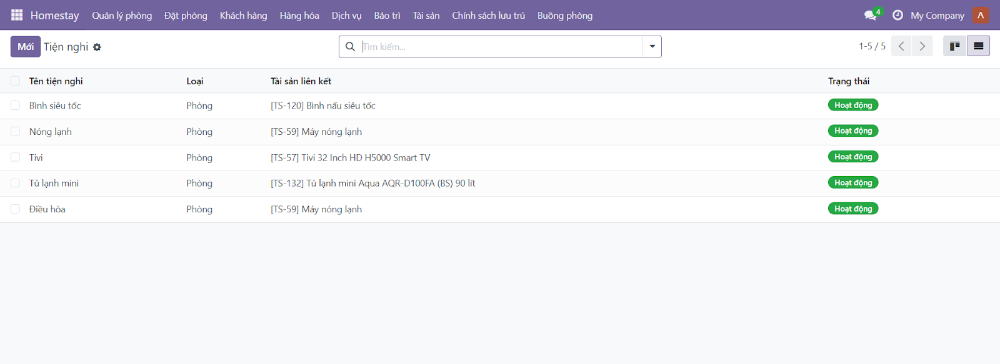 Homestay Quản lý phòng Đặt phòng Khách hàng Hàng hóa Dịch vụ Bảo trì Tài sản Chính sách lưu trú Buồng phòng 4 My Company A
Mới Tiện nghi Tìm kiếm... 1-5 / 5
Tên tiện nghi Loại Tài sản liên kết Trạng thái
Bình siêu tốc Phòng [TS-120] Bình nấu siêu tốc Hoạt động
Nóng lạnh Phòng [TS-59] Máy nóng lạnh Hoạt động
Tivi Phòng [TS-57] Tivi 32 Inch HD H5000 Smart TV Hoạt động
Tủ lạnh mini Phòng [TS-132] Tủ lạnh mini Aqua AQR-D100FA (BS) 90 lít Hoạt động
Điều hòa Phòng [TS-59] Máy nóng lạnh Hoạt động